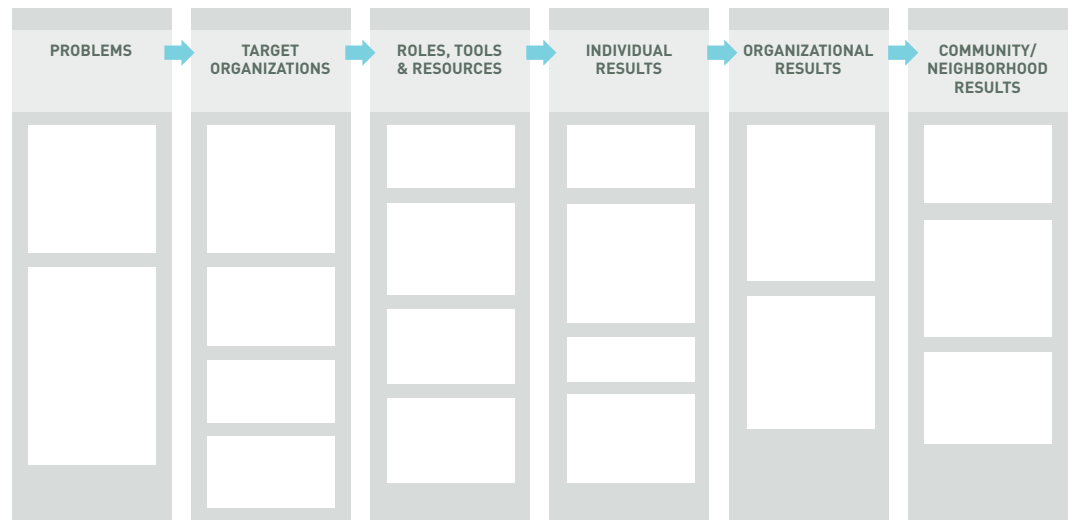 PROBLEMS
TARGET
ORGANIZATIONS
ROLES, TOOLS
& RESOURCES
INDIVIDUAL
RESULTS
ORGANIZATIONAL
RESULTS
COMMUNITY/
NEIGHBORHOOD
RESULTS